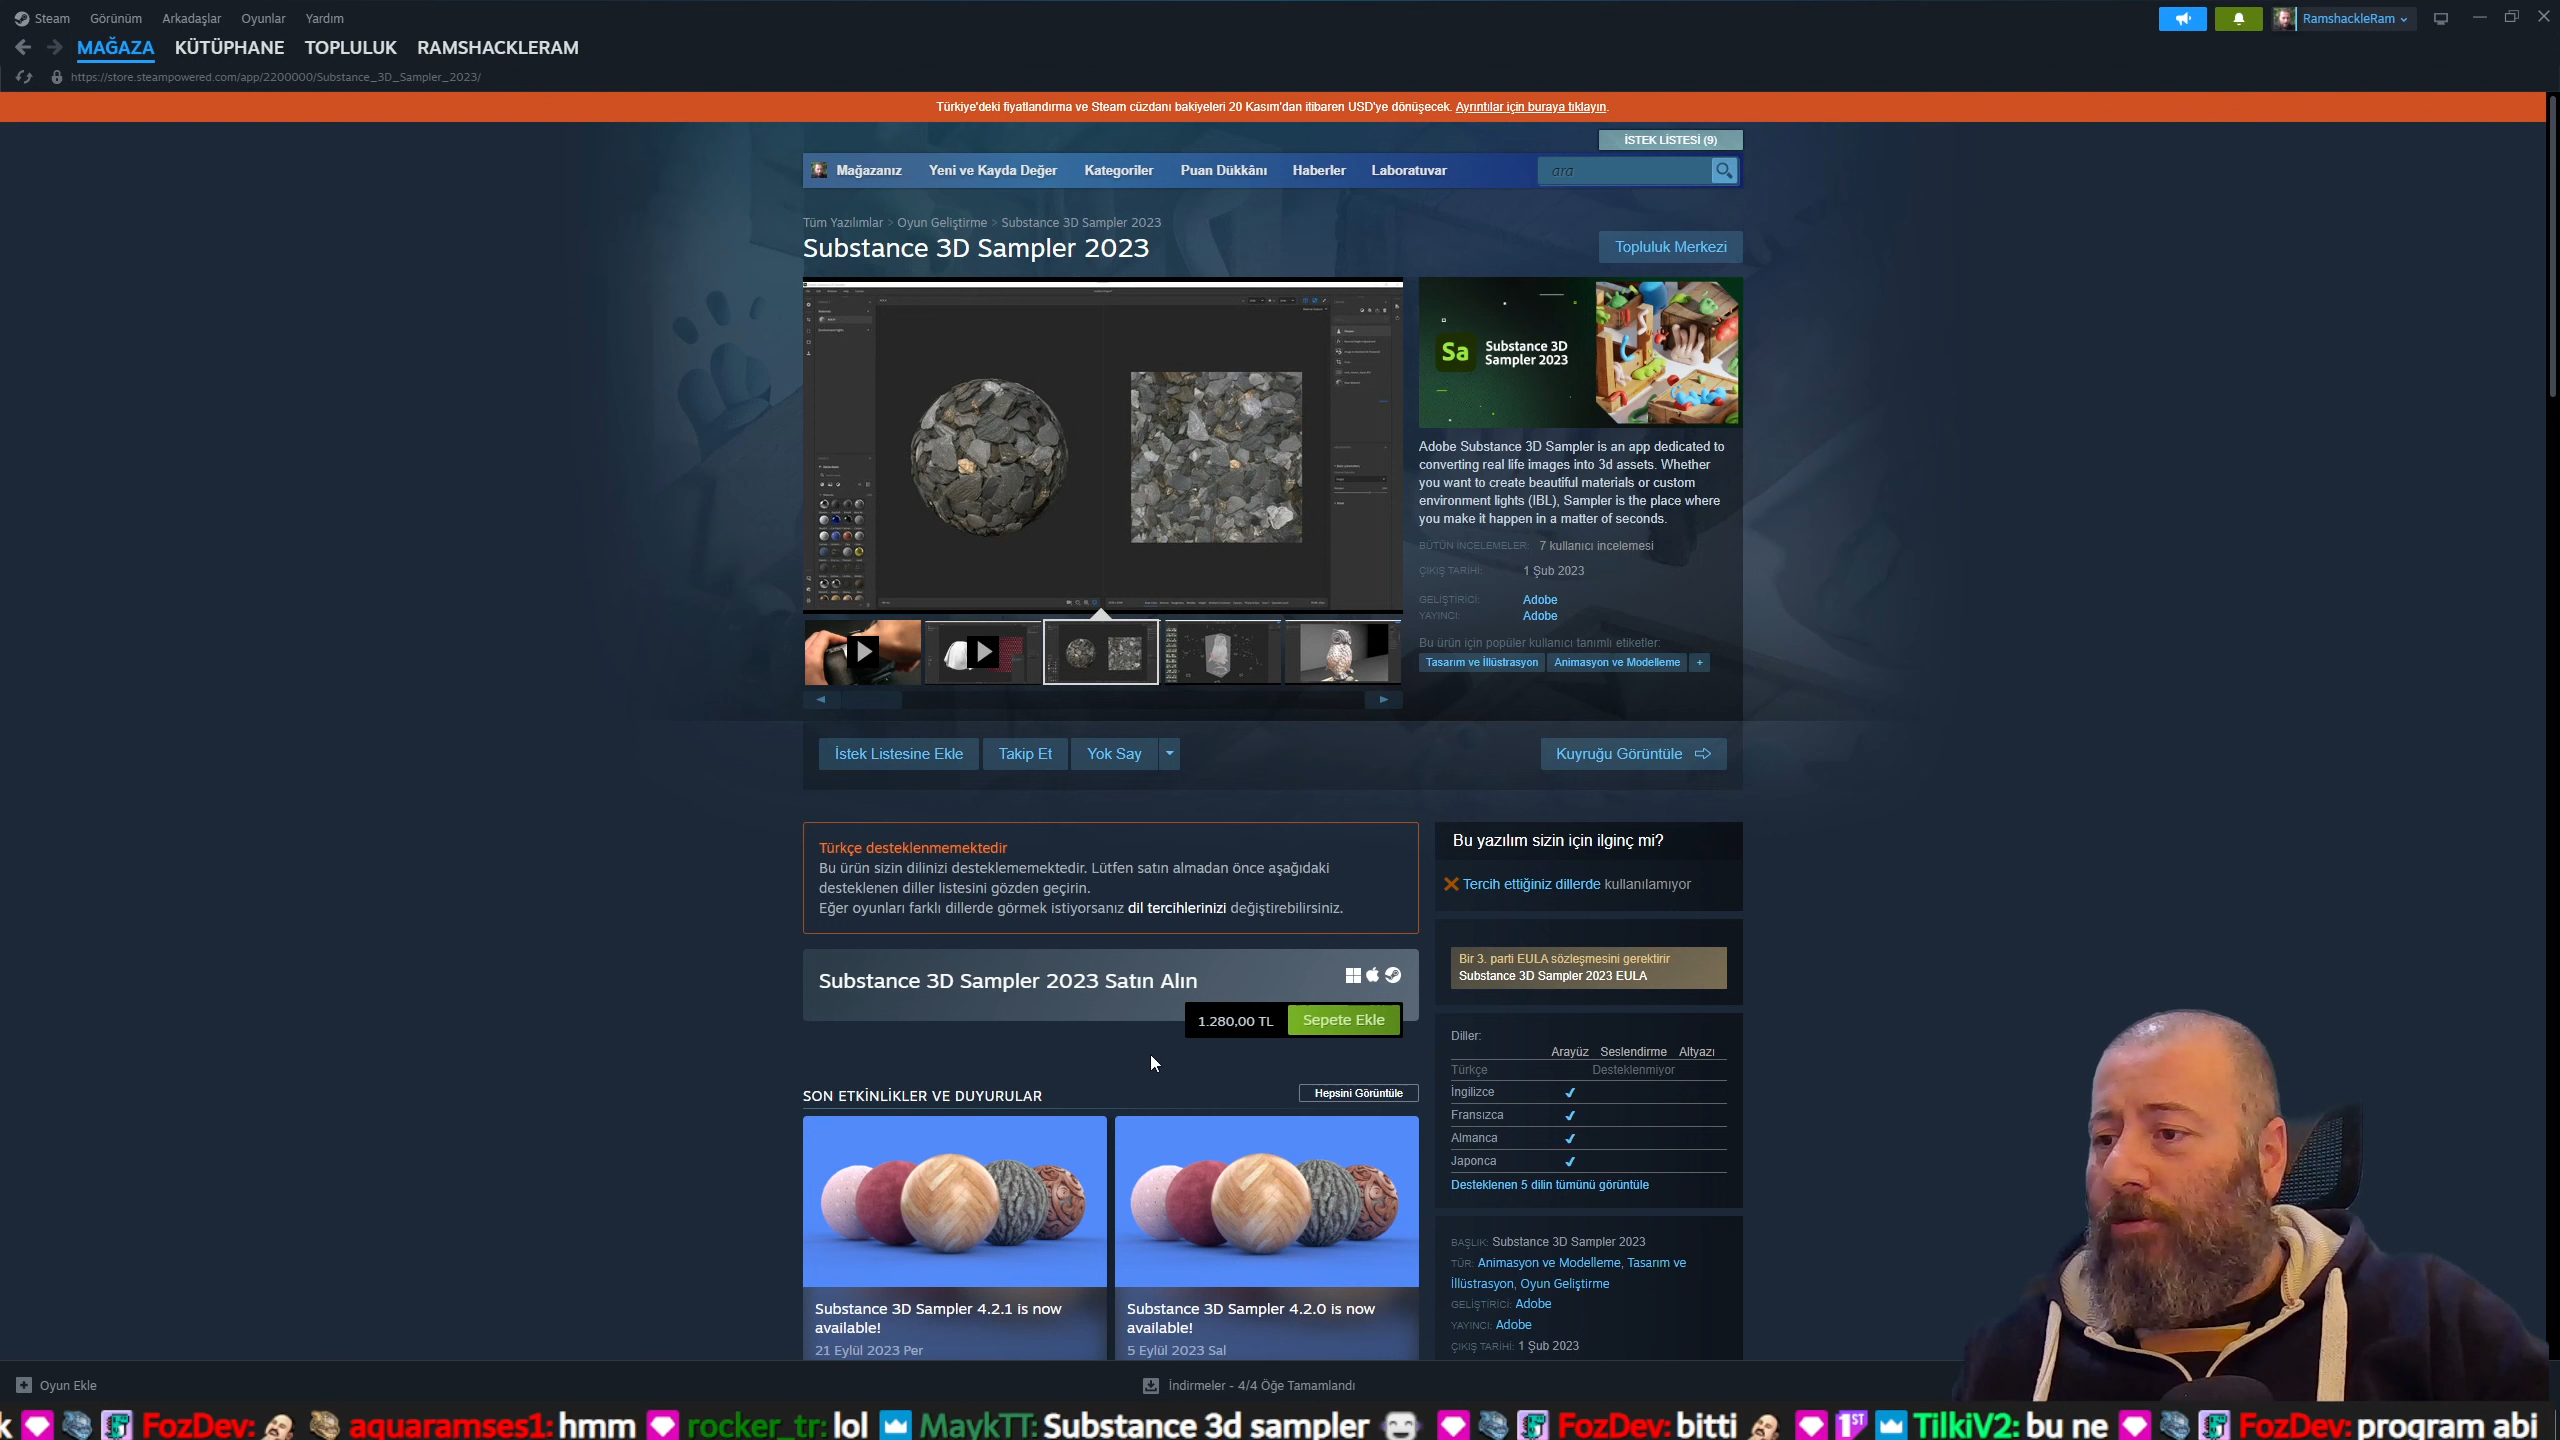 Steam Görünüm Arkadaşlar Oyunlar Yardım
RamshackleRam
MAĞAZA KÜTÜPHANE TOPLULUK RAMSHACKLERAM
https://store.steampowered.com/app/2200000/Substance_3D_Sampler_2023/
Türkiye'deki fiyatlandırma ve Steam cüzdanı bakiyeleri 20 Kasım'dan itibaren USD'ye dönüşecek. Ayrıntılar için buraya tıklayın.
İSTEK LİSTESİ (9)
Mağazanız Yeni ve Kayda Değer Kategoriler Puan Dükkânı Haberler Laboratuvar ara
Tüm Yazılımlar > Oyun Geliştirme > Substance 3D Sampler 2023
Substance 3D Sampler 2023
Topluluk Merkezi
Sa
Substance 3D
Sampler 2023
Adobe Substance 3D Sampler is an app dedicated to
converting real life images into 3d assets. Whether
you want to create beautiful materials or custom
environment lights (IBL), Sampler is the place where
you make it happen in a matter of seconds.
BÜTÜN İNCELEMELER: 7 kullanıcı incelemesi
ÇIKIŞ TARİHİ: 1 Şub 2023
GELİŞTİRİCİ: Adobe
YAYINCI: Adobe
Bu ürün için popüler kullanıcı tanımlı etiketler:
Tasarım ve İllüstrasyon Animasyon ve Modelleme +
İstek Listesine Ekle Takip Et Yok Say Kuyruğu Görüntüle
Türkçe desteklenmemektedir
Bu ürün sizin dilinizi desteklememektedir. Lütfen satın almadan önce aşağıdaki
desteklenen diller listesini gözden geçirin.
Eğer oyunları farklı dillerde görmek istiyorsanız dil tercihlerinizi değiştirebilirsiniz.
Substance 3D Sampler 2023 Satın Alın
1.280,00 TL Sepete Ekle
SON ETKİNLİKLER VE DUYURULAR
Hepsini Görüntüle
Substance 3D Sampler 4.2.1 is now
available!
21 Eylül 2023 Per
Substance 3D Sampler 4.2.0 is now
available!
5 Eylül 2023 Sal
Bu yazılım sizin için ilginç mi?
Tercih ettiğiniz dillerde kullanılamıyor
Bir 3. parti EULA sözleşmesini gerektirir
Substance 3D Sampler 2023 EULA
Diller:
Arayüz Seslendirme Altyazı
Türkçe Desteklenmiyor
İngilizce ✔
Fransızca ✔
Almanca ✔
Japonca ✔
Desteklenen 5 dilin tümünü görüntüle
BAŞLIK: Substance 3D Sampler 2023
TÜR: Animasyon ve Modelleme, Tasarım ve
İllüstrasyon, Oyun Geliştirme
GELİŞTİRİCİ: Adobe
YAYINCI: Adobe
ÇIKIŞ TARİHİ: 1 Şub 2023
Oyun Ekle
İndirmeler - 4/4 Öğe Tamamlandı
k FozDev: aquaramses1: hmm rocker_tr: lol MaykTT: Substance 3d sampler FozDev: bitti 1ST TilkiV2: bu ne FozDev: program abi